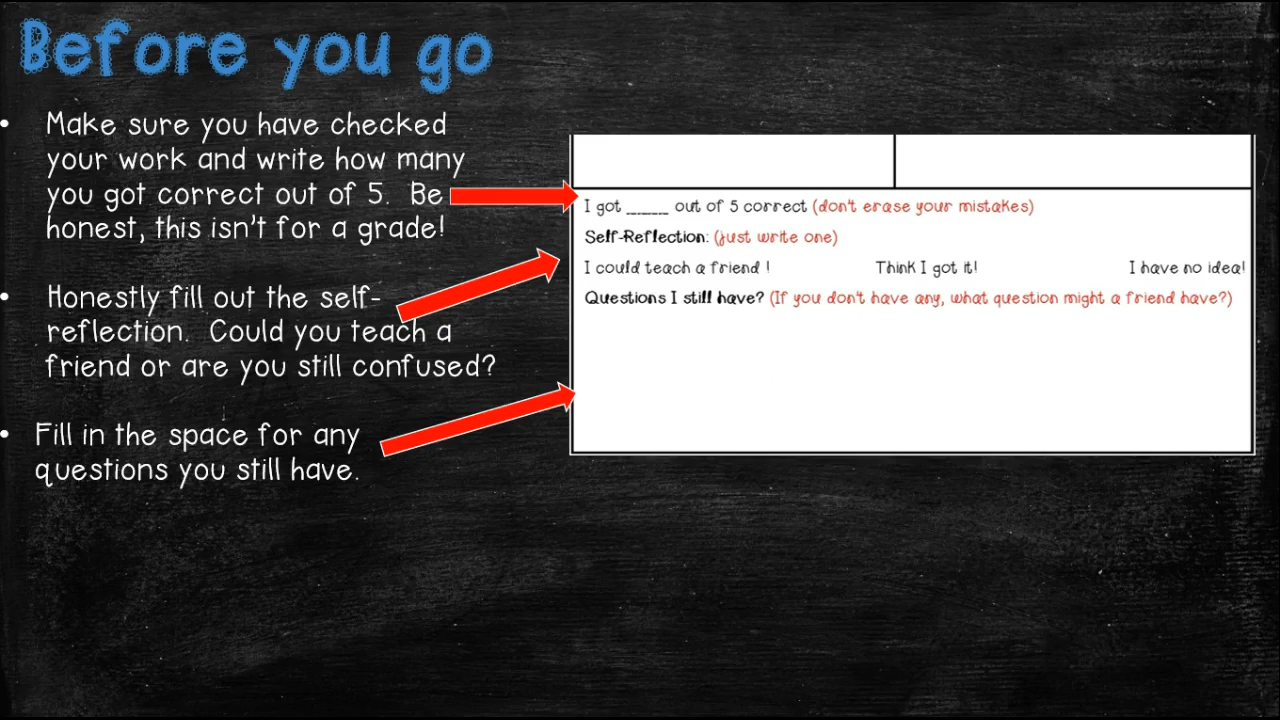 Before you go
• Make sure you have checked
your work and write how many
you got correct out of 5. Be
honest, this isn't for a grade!
• Honestly fill out the self-
reflection. Could you teach a
friend or are you still confused?
• Fill in the space for any
questions you still have.
I got ______ out of 5 correct (don't erase your mistakes)
Self-Reflection: (just write one)
I could teach a friend ! Think I got it! I have no idea!
Questions I still have? (If you don't have any, what question might a friend have?)